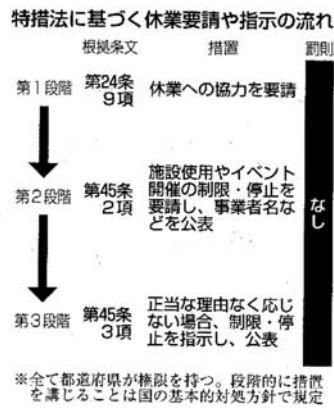 特措法に基づく休業要請や指示の流れ
根拠条文 措置 罰則
第1段階 第24条9項 休業への協力を要請
第2段階 第45条2項 施設使用やイベント
開催の制限・停止を
要請し、事業者名な
どを公表
第3段階 第45条3項 正当な理由なく応じ
ない場合、制限・停
止を指示し、公表
なし
※全て都道府県が権限を持つ。段階的に措置
を講じることは国の基本的対処方針で規定